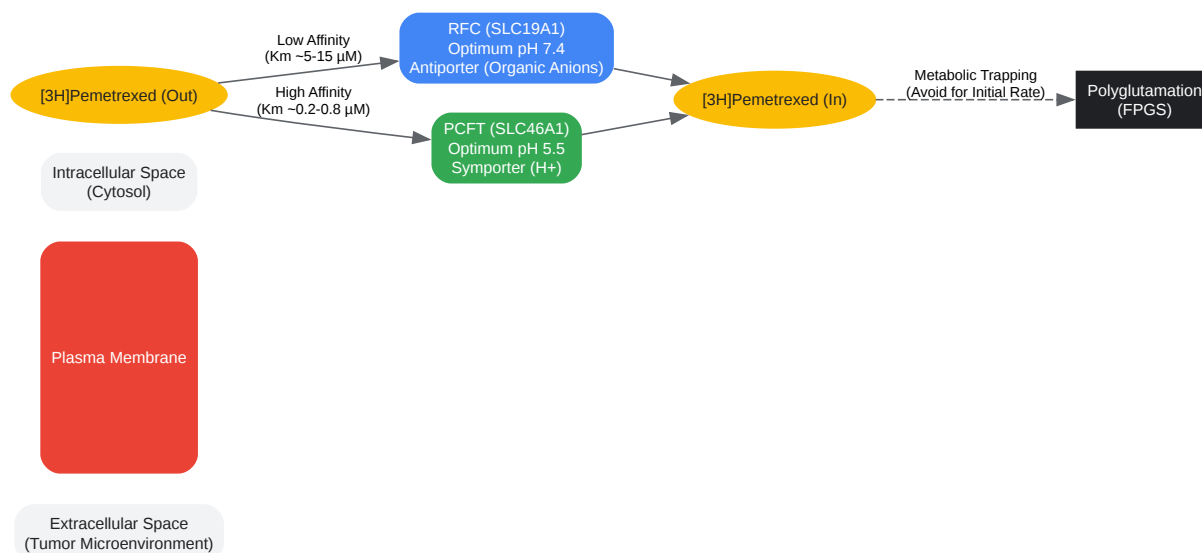 [3H]Pemetrexed (Out)
Low Affinity
(Km ~5-15 µM)
High Affinity
(Km ~0.2-0.8 µM)
RFC (SLC19A1)
Optimum pH 7.4
Antiporter (Organic Anions)
PCFT (SLC46A1)
Optimum pH 5.5
Symporter (H+)
[3H]Pemetrexed (In)
Metabolic Trapping
(Avoid for Initial Rate)
Polyglutamation
(FPGS)
Intracellular Space
(Cytosol)
Plasma Membrane
Extracellular Space
(Tumor Microenvironment)